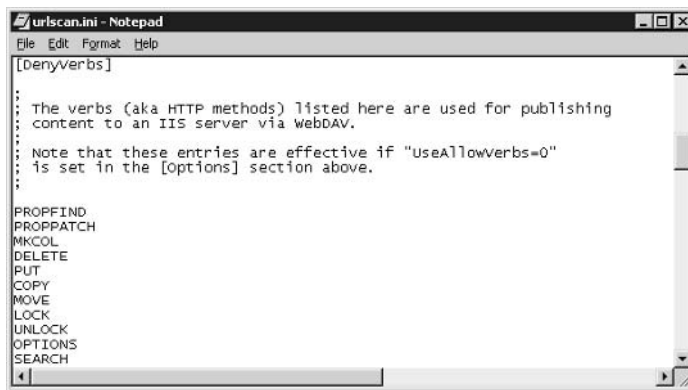 urlscan.ini - Notepad
File Edit Format Help
[DenyVerbs]
;
; The verbs (aka HTTP methods) listed here are used for publishing
; content to an IIS server via WebDAV.
;
; Note that these entries are effective if "UseAllowVerbs=0"
; is set in the [Options] section above.
;
PROPFIND
PROPPATCH
MKCOL
DELETE
PUT
COPY
MOVE
LOCK
UNLOCK
OPTIONS
SEARCH